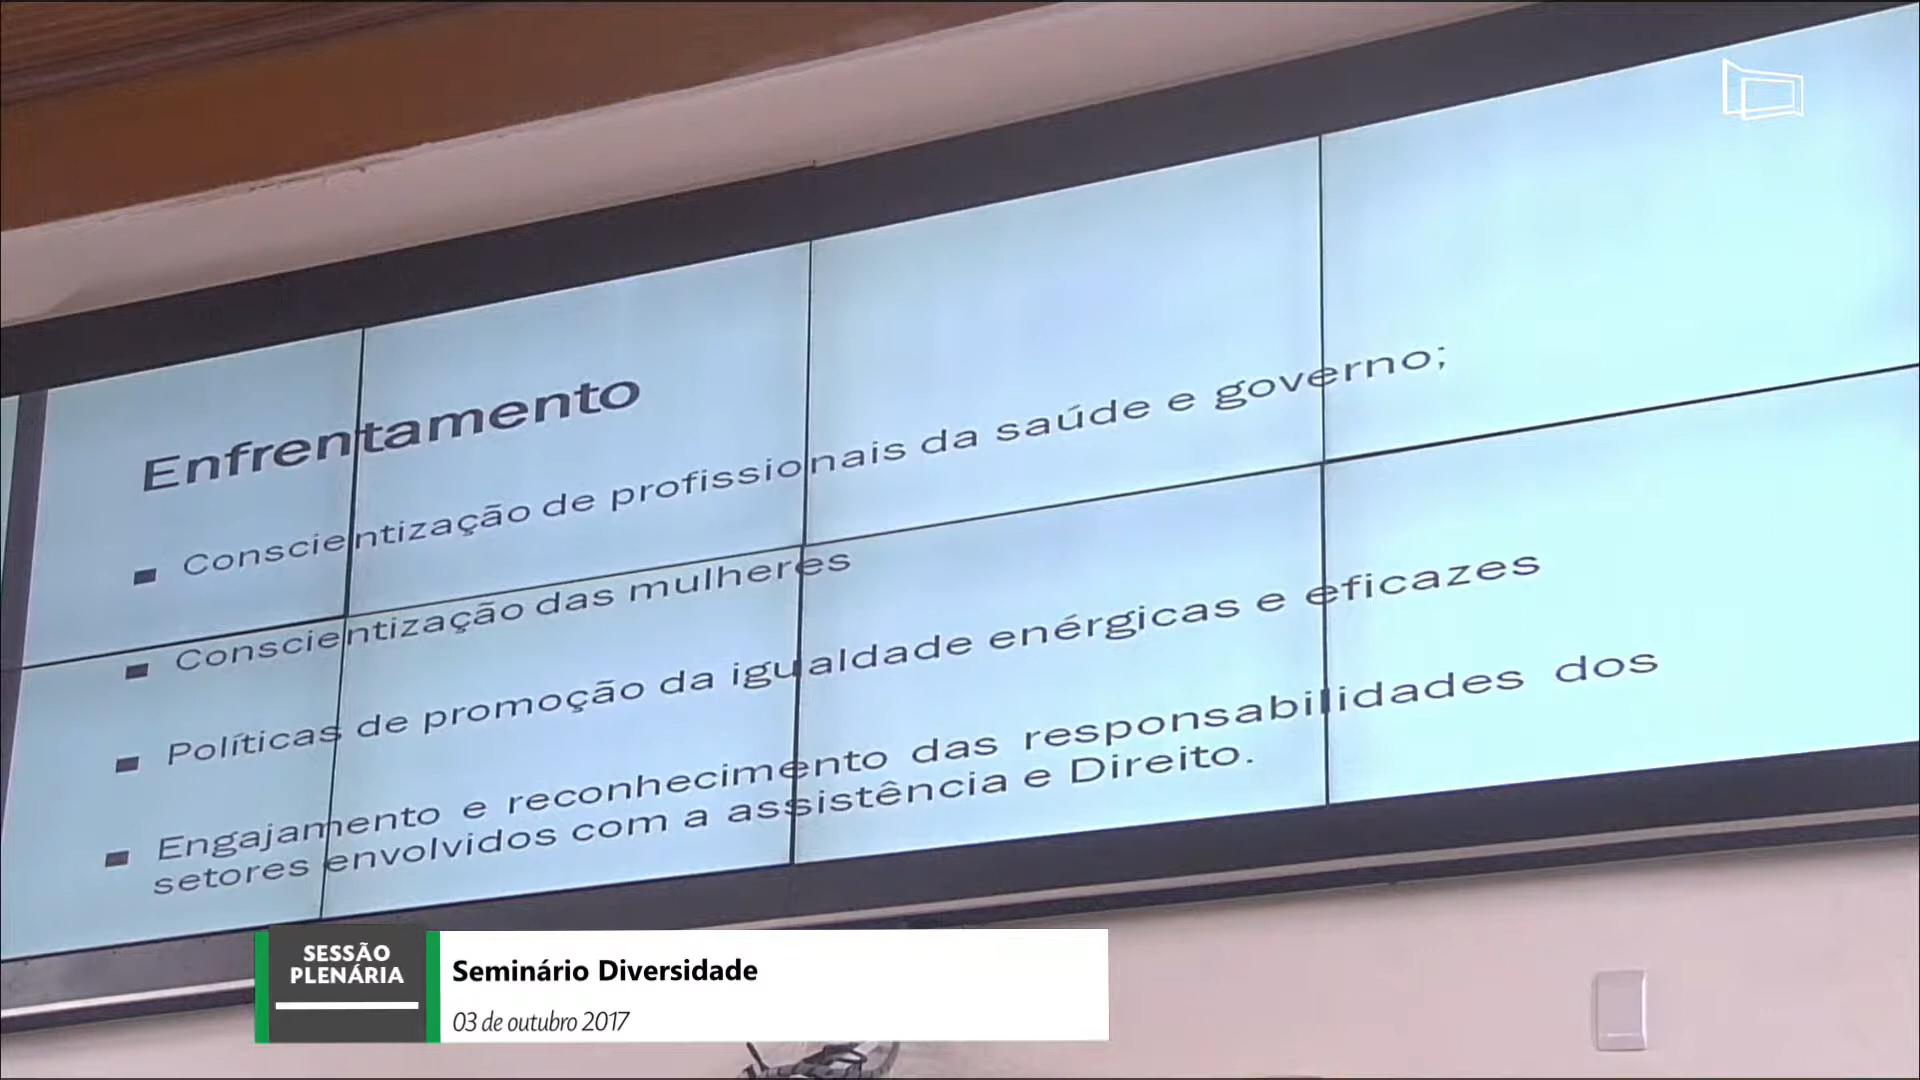 Enfrentamento
Conscientização de profissionais da saúde e governo;
Conscientização das mulheres
Políticas de promoção da igualdade enérgicas e eficazes
Engajamento e reconhecimento das responsabilidades dos
setores envolvidos com a assistência e Direito.
SESSÃO
PLENÁRIA
Seminário Diversidade
03 de outubro 2017